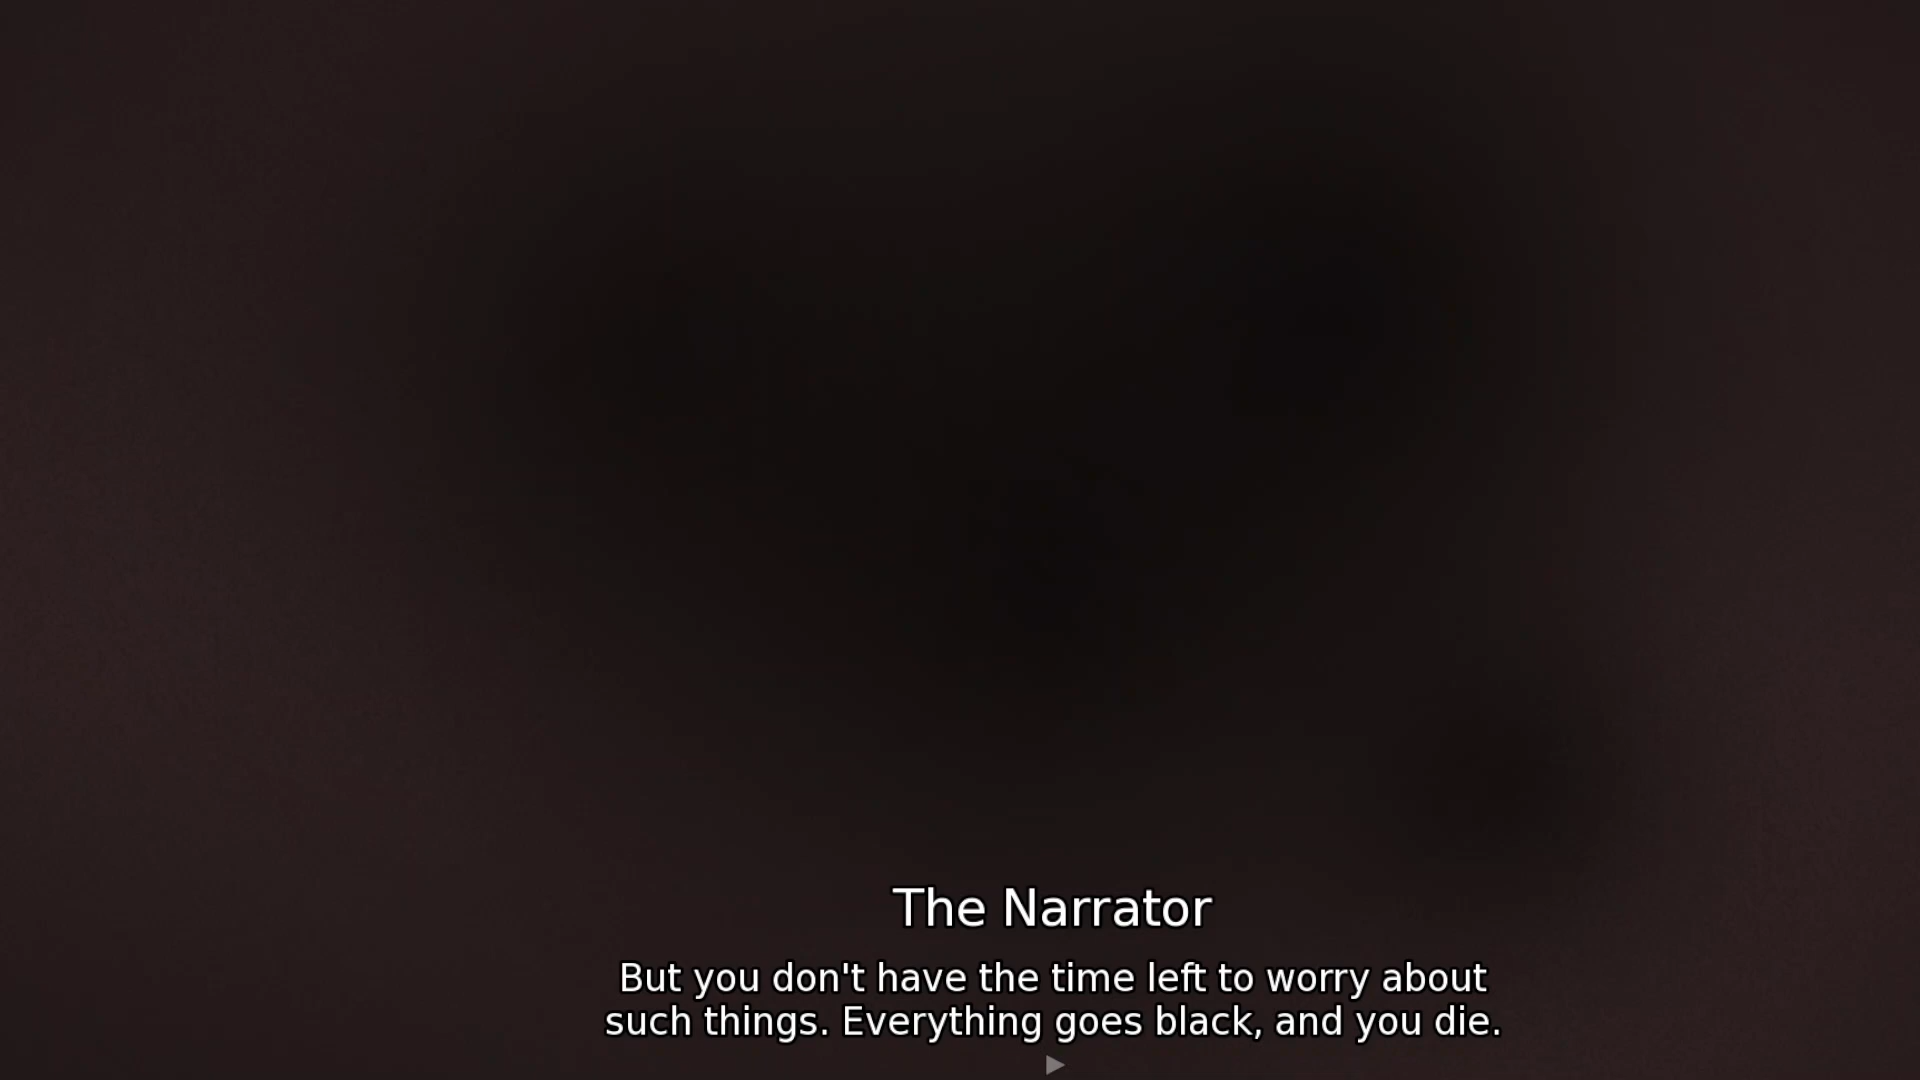 The Narrator
But you don't have the time left to worry about
such things. Everything goes black, and you die.